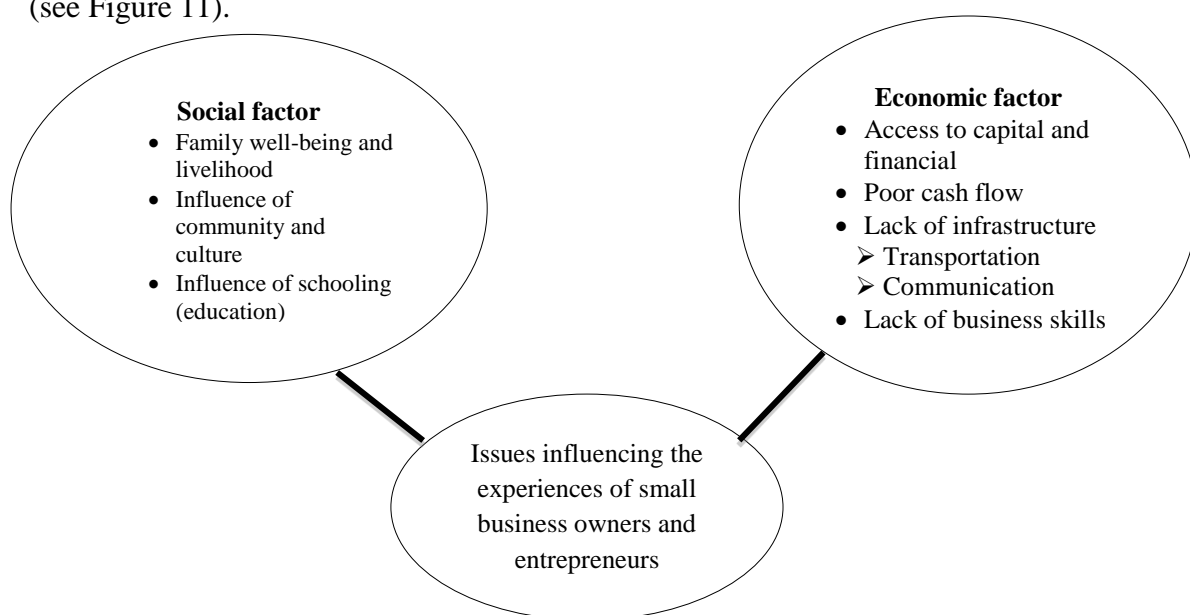 (see Figure 11).
Social factor
• Family well-being and
livelihood
• Influence of
community and
culture
• Influence of schooling
(education)
Economic factor
• Access to capital and
financial
• Poor cash flow
• Lack of infrastructure
➢ Transportation
➢ Communication
• Lack of business skills
Issues influencing the
experiences of small
business owners and
entrepreneurs